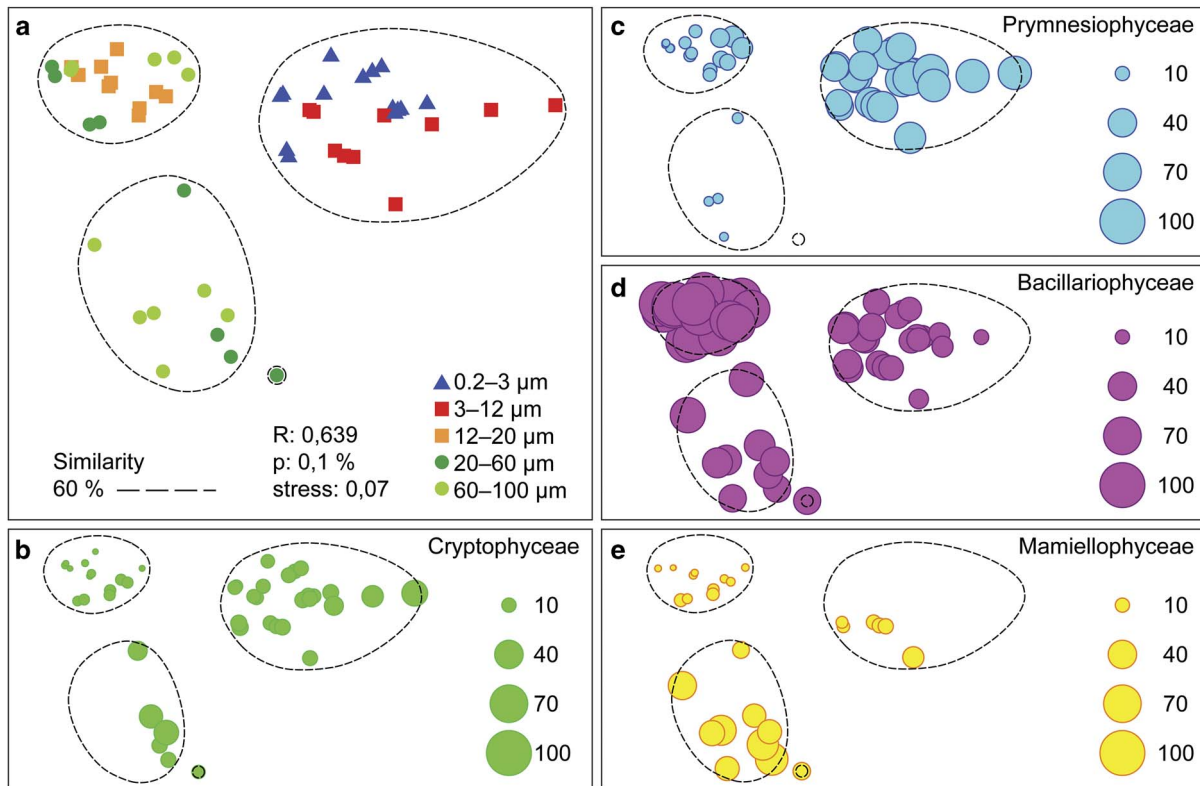 a
0.2–3 µm
3–12 µm
12–20 µm
20–60 µm
60–100 µm
R: 0,639
p: 0,1 %
stress: 0,07
Similarity
60 %
b
Cryptophyceae
10
40
70
100
c
Prymnesiophyceae
10
40
70
100
d
Bacillariophyceae
10
40
70
100
e
Mamiellophyceae
10
40
70
100